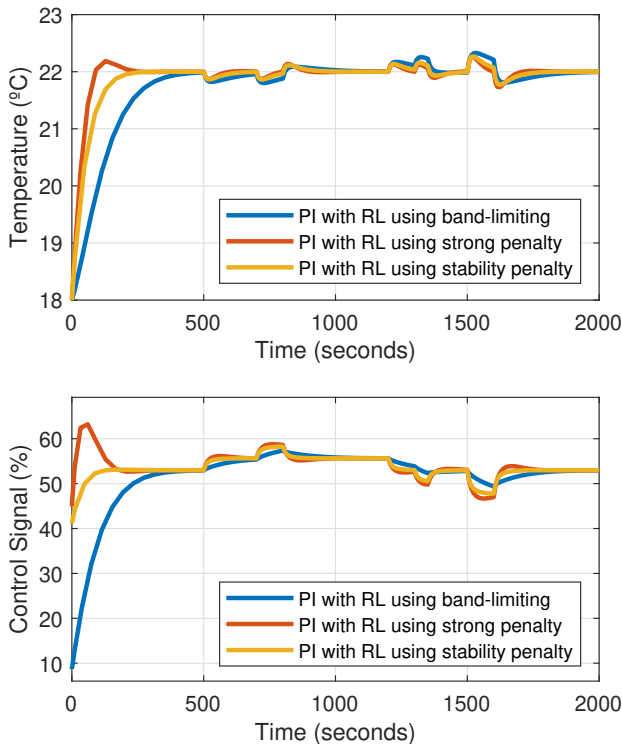 23
22
21
20
19
18
Temperature (ºC)
PI with RL using band-limiting
PI with RL using strong penalty
PI with RL using stability penalty
0
500
1000
1500
2000
Time (seconds)
60
50
40
30
20
10
Control Signal (%)
PI with RL using band-limiting
PI with RL using strong penalty
PI with RL using stability penalty
0
500
1000
1500
2000
Time (seconds)